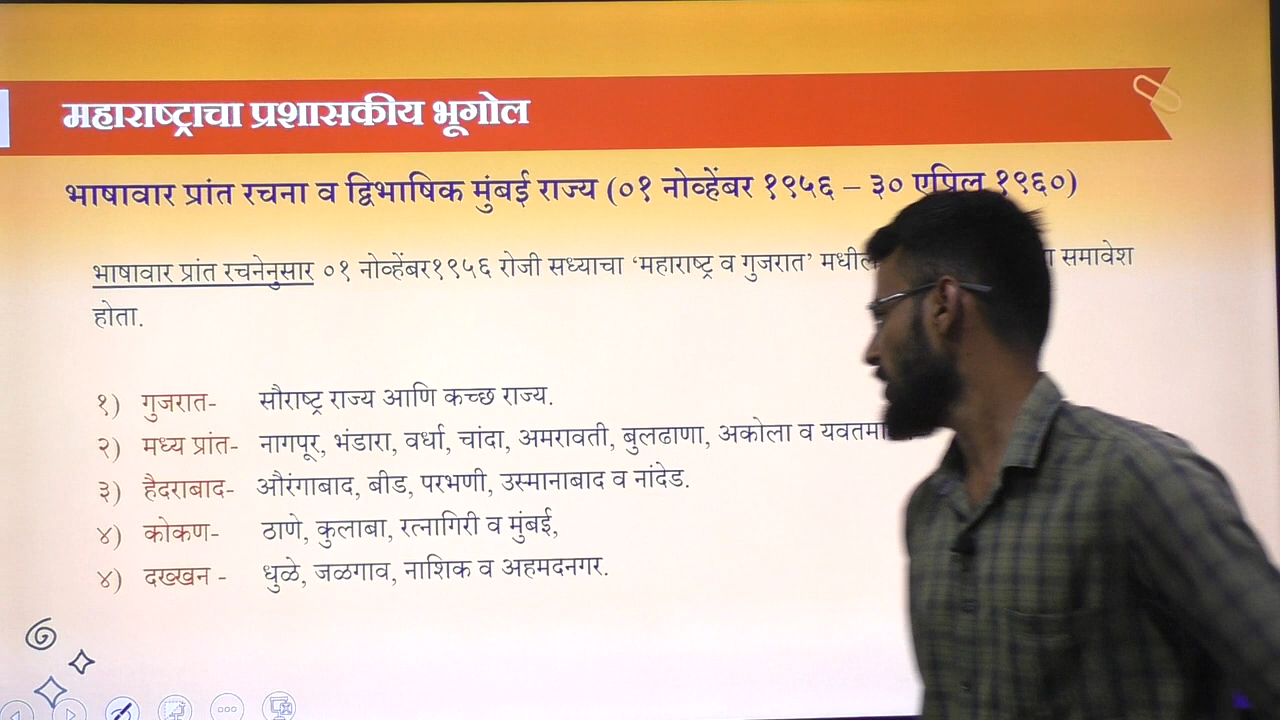 महाराष्ट्राचा प्रशासकीय भूगोल
भाषावार प्रांत रचना व द्विभाषिक मुंबई राज्य (०१ नोव्हेंबर १९५६ – ३० एप्रिल १९६०)
भाषावार प्रांत रचनेनुसार ०१ नोव्हेंबर१९५६ रोजी सध्याचा ‘महाराष्ट्र व गुजरात’ समावेश
होता.
१) गुजरात- सौराष्ट्र राज्य आणि कच्छ राज्य.
२) मध्य प्रांत- नागपूर, भंडारा, वर्धा, चांदा, अमरावती, बुलढाणा, अकोला व
३) हैदराबाद- औरंगाबाद, बीड, परभणी, उस्मानाबाद व नांदेड.
४) कोकण- ठाणे, कुलाबा, रत्नागिरी व मुंबई,
४) दख्खन - धुळे, जळगाव, नाशिक व अहमदनगर.